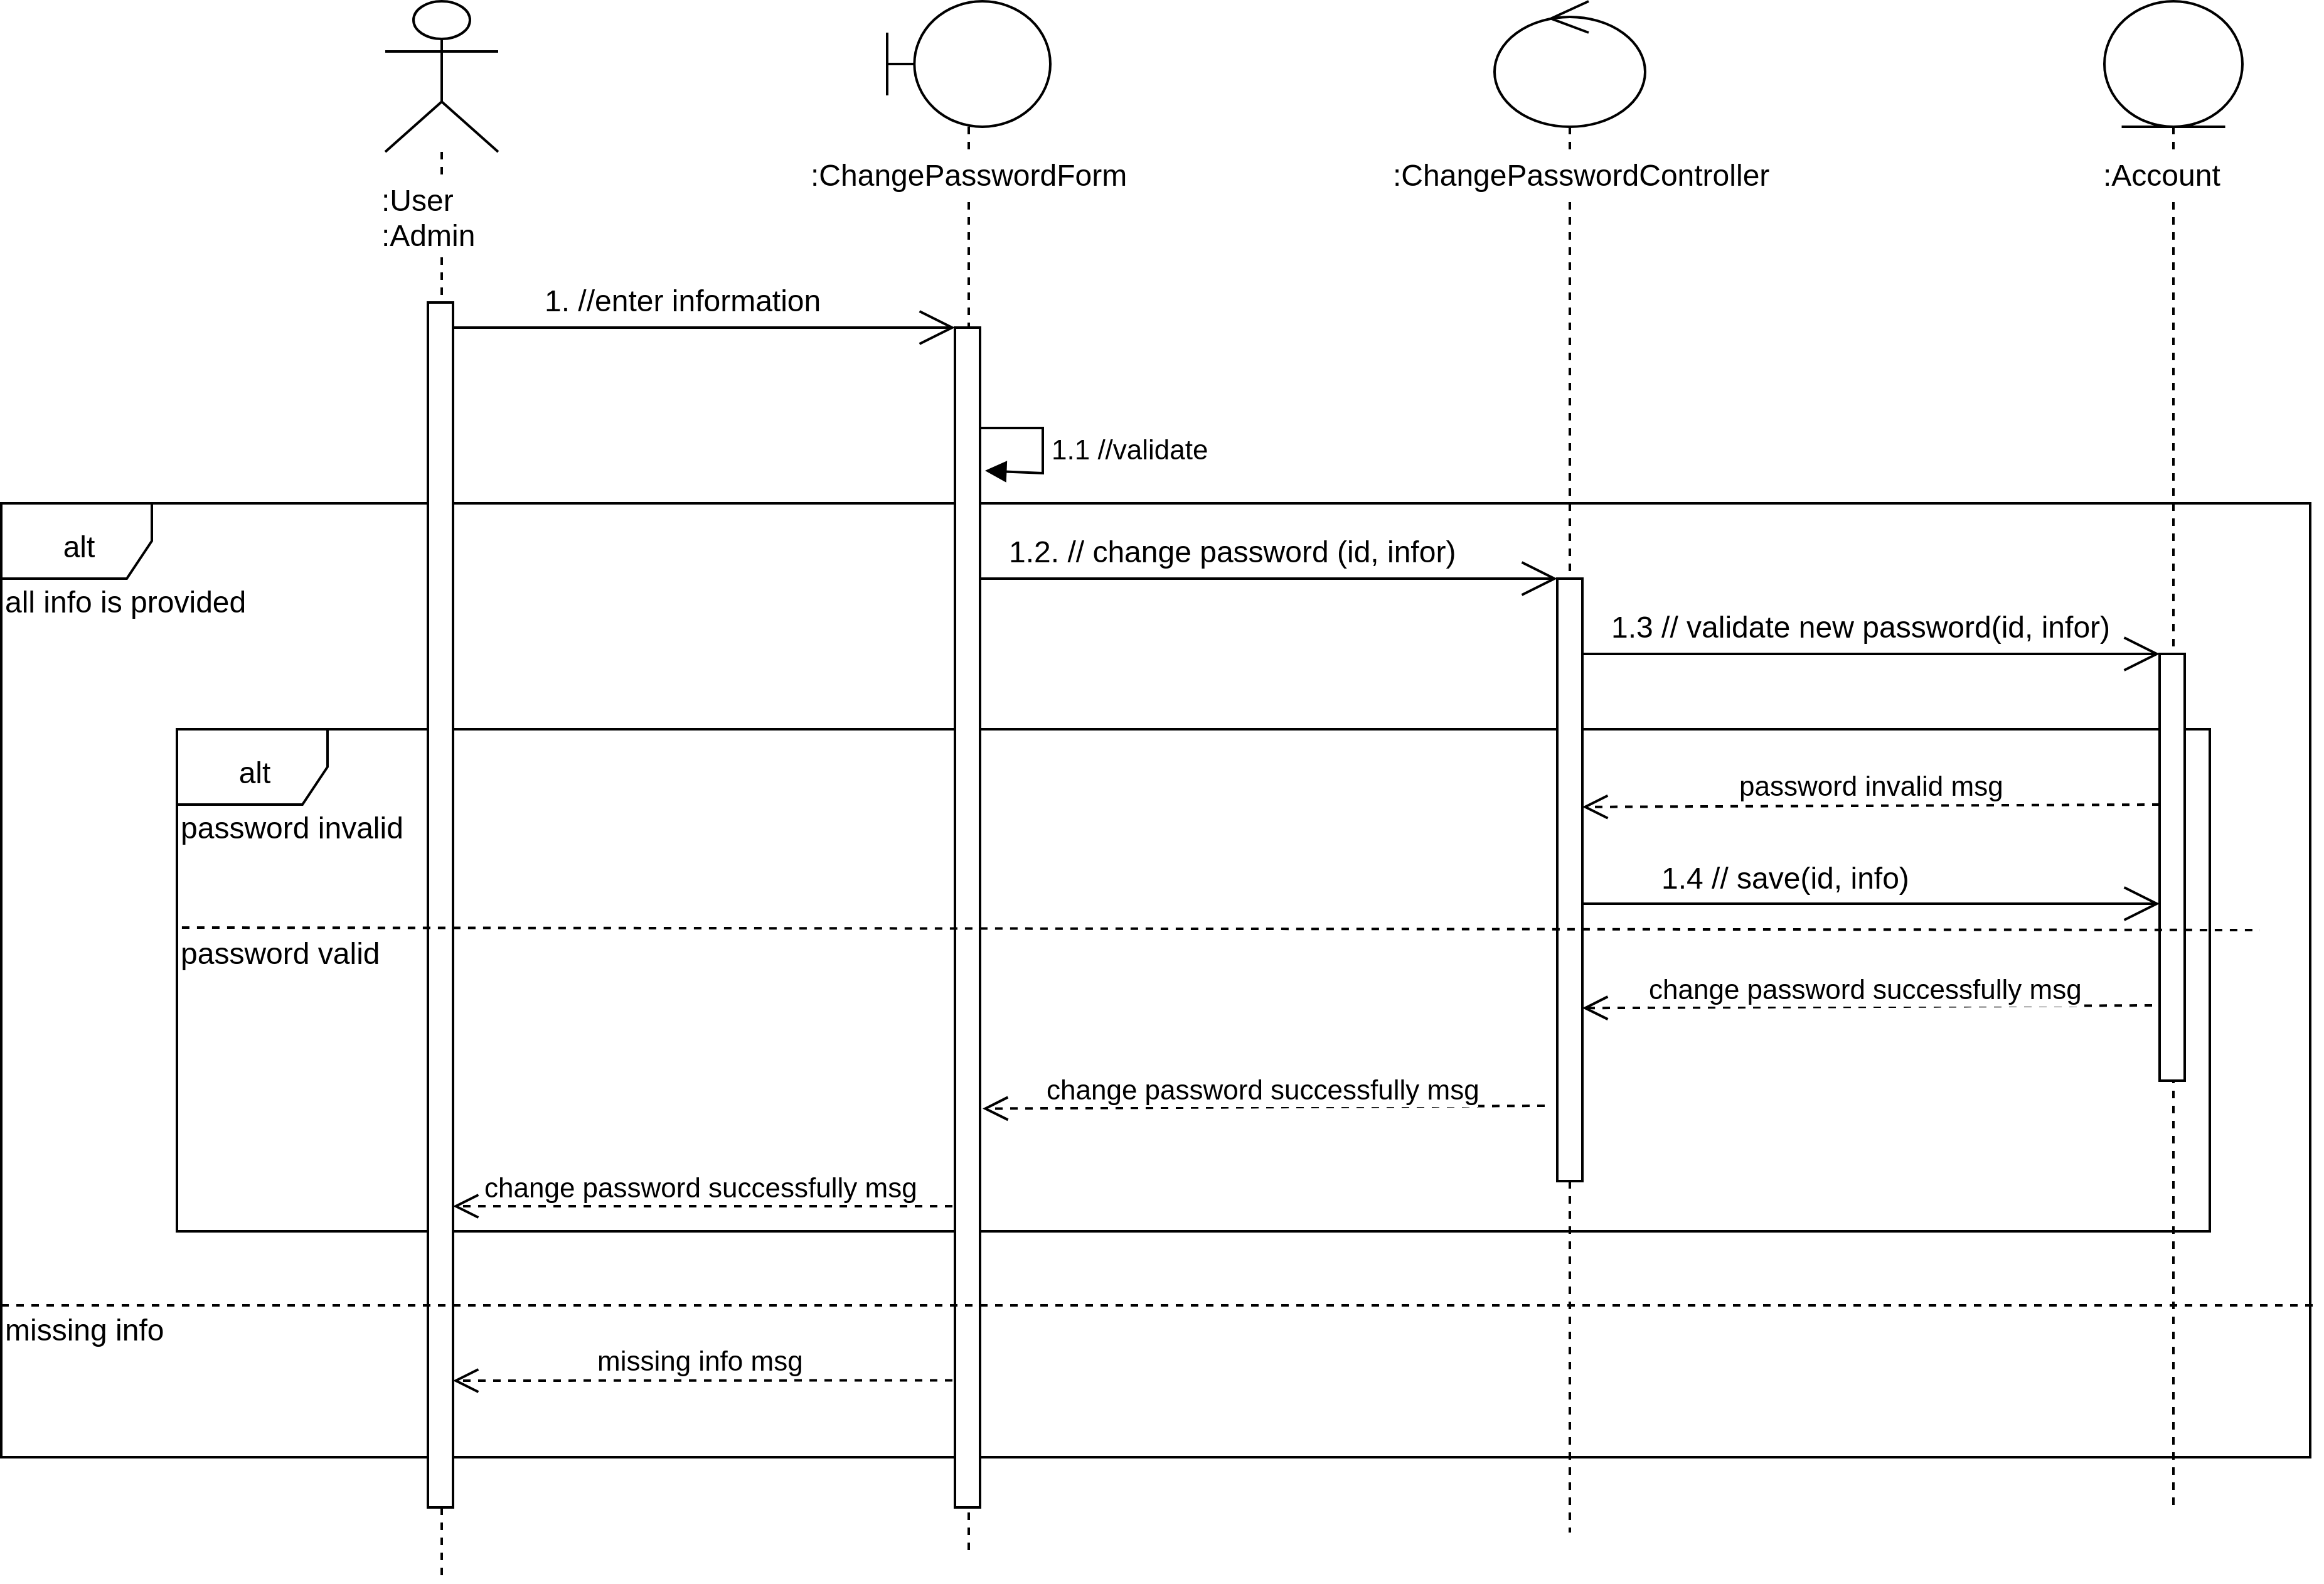 :ChangePasswordForm
:ChangePasswordController
:Account
:User
:Admin
1. //enter information
1.1 //validate
alt
1.2. // change password (id, infor)
all info is provided
1.3 // validate new password(id, infor)
alt
password invalid msg
password invalid
1.4 // save(id, info)
password valid
change password successfully msg
change password successfully msg
change password successfully msg
missing info
missing info msg